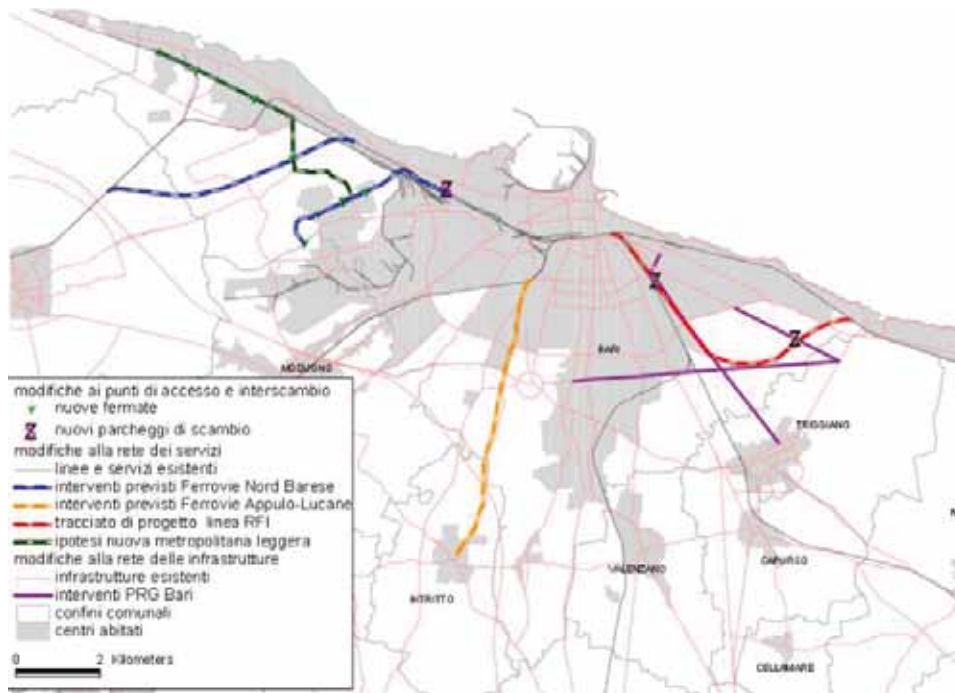 MODUGNO
BARI
TRIGGIANO
BITRITTO
VALENZANO
CAPURSO
CELLAMARE
modifiche ai punti di accesso e interscambio
nuove fermate
Z nuovi parcheggi di scambio
modifiche alla rete dei servizi
linee e servizi esistenti
interventi previsti Ferrovie Nord Barese
interventi previsti Ferrovie Appulo-Lucane
tracciato di progetto linea RFI
ipotesi nuova metropolitana leggera
modifiche alla rete delle infrastrutture
infrastrutture esistenti
interventi PRG Bari
confini comunali
centri abitati
0 2 Kilometers